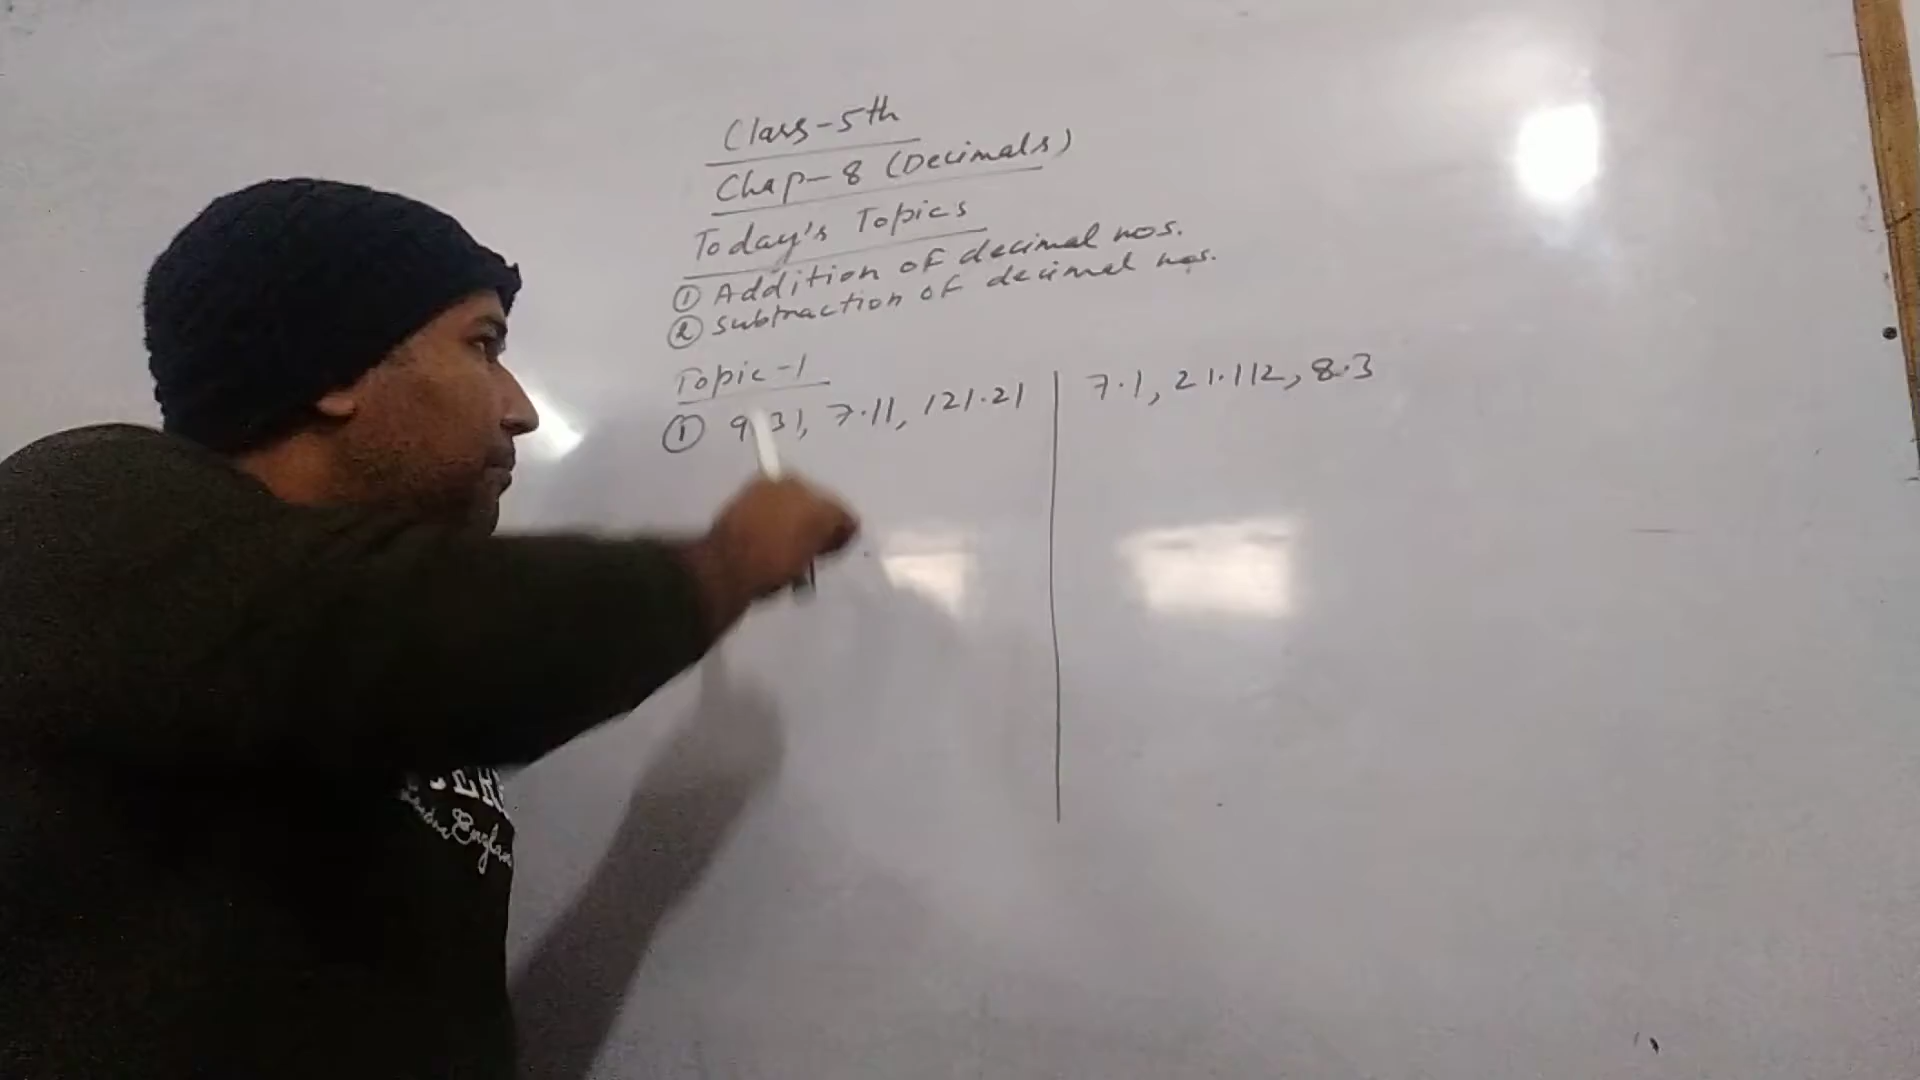 Class-5th
Chap-8 (Decimals)
Today's Topics
① Addition of decimal nos.
② Subtraction of decimal nos.
Topic-1
① 9.31, 7.11, 121.21
7.1, 21.112, 8.3
London